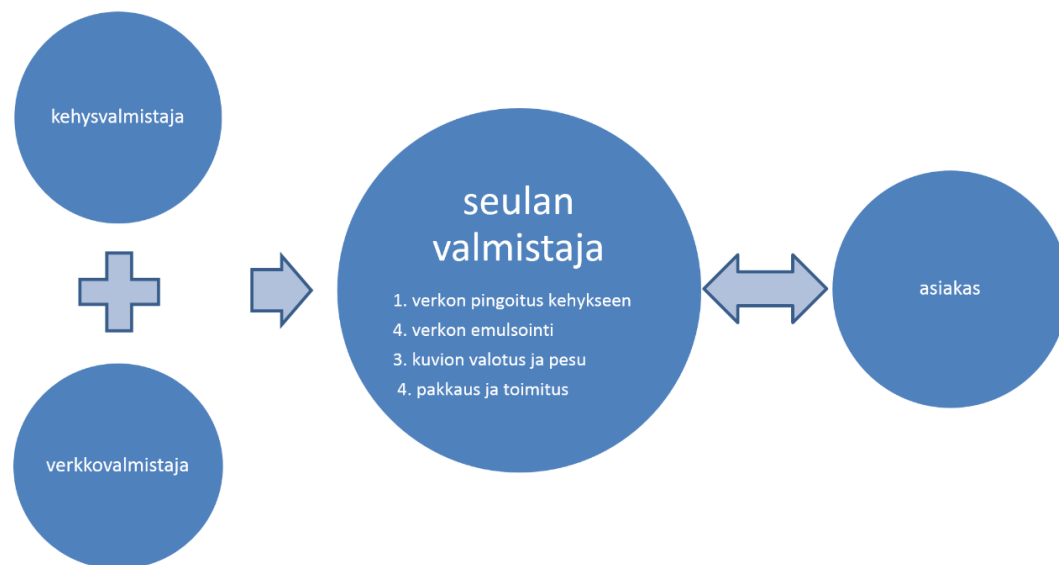 kehysvalmistaja
verkkovalmistaja
seulan
valmistaja
1. verkon pingoitus kehykseen
4. verkon emulsointi
3. kuvion valotus ja pesu
4. pakkaus ja toimitus
asiakas